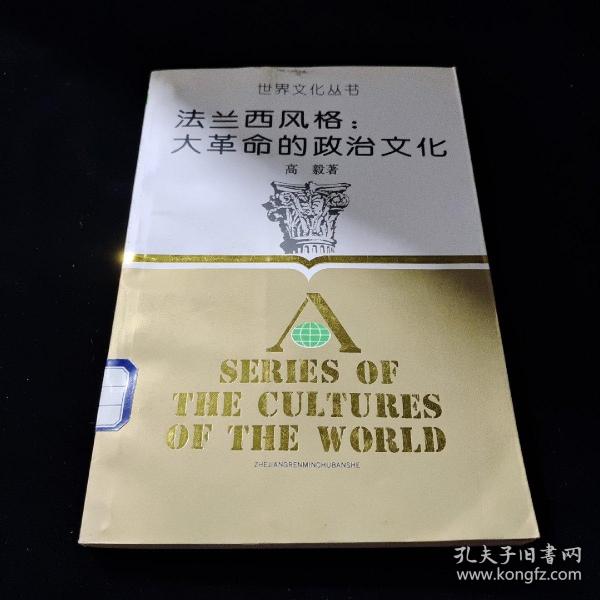 世界文化丛书
法兰西风格：
大革命的政治文化
高 毅著
A
SERIES OF
THE CULTURES
OF THE WORLD
ZHEJIANGRENMINCHUBANSHE
孔夫子旧书网
www.kongfz.com